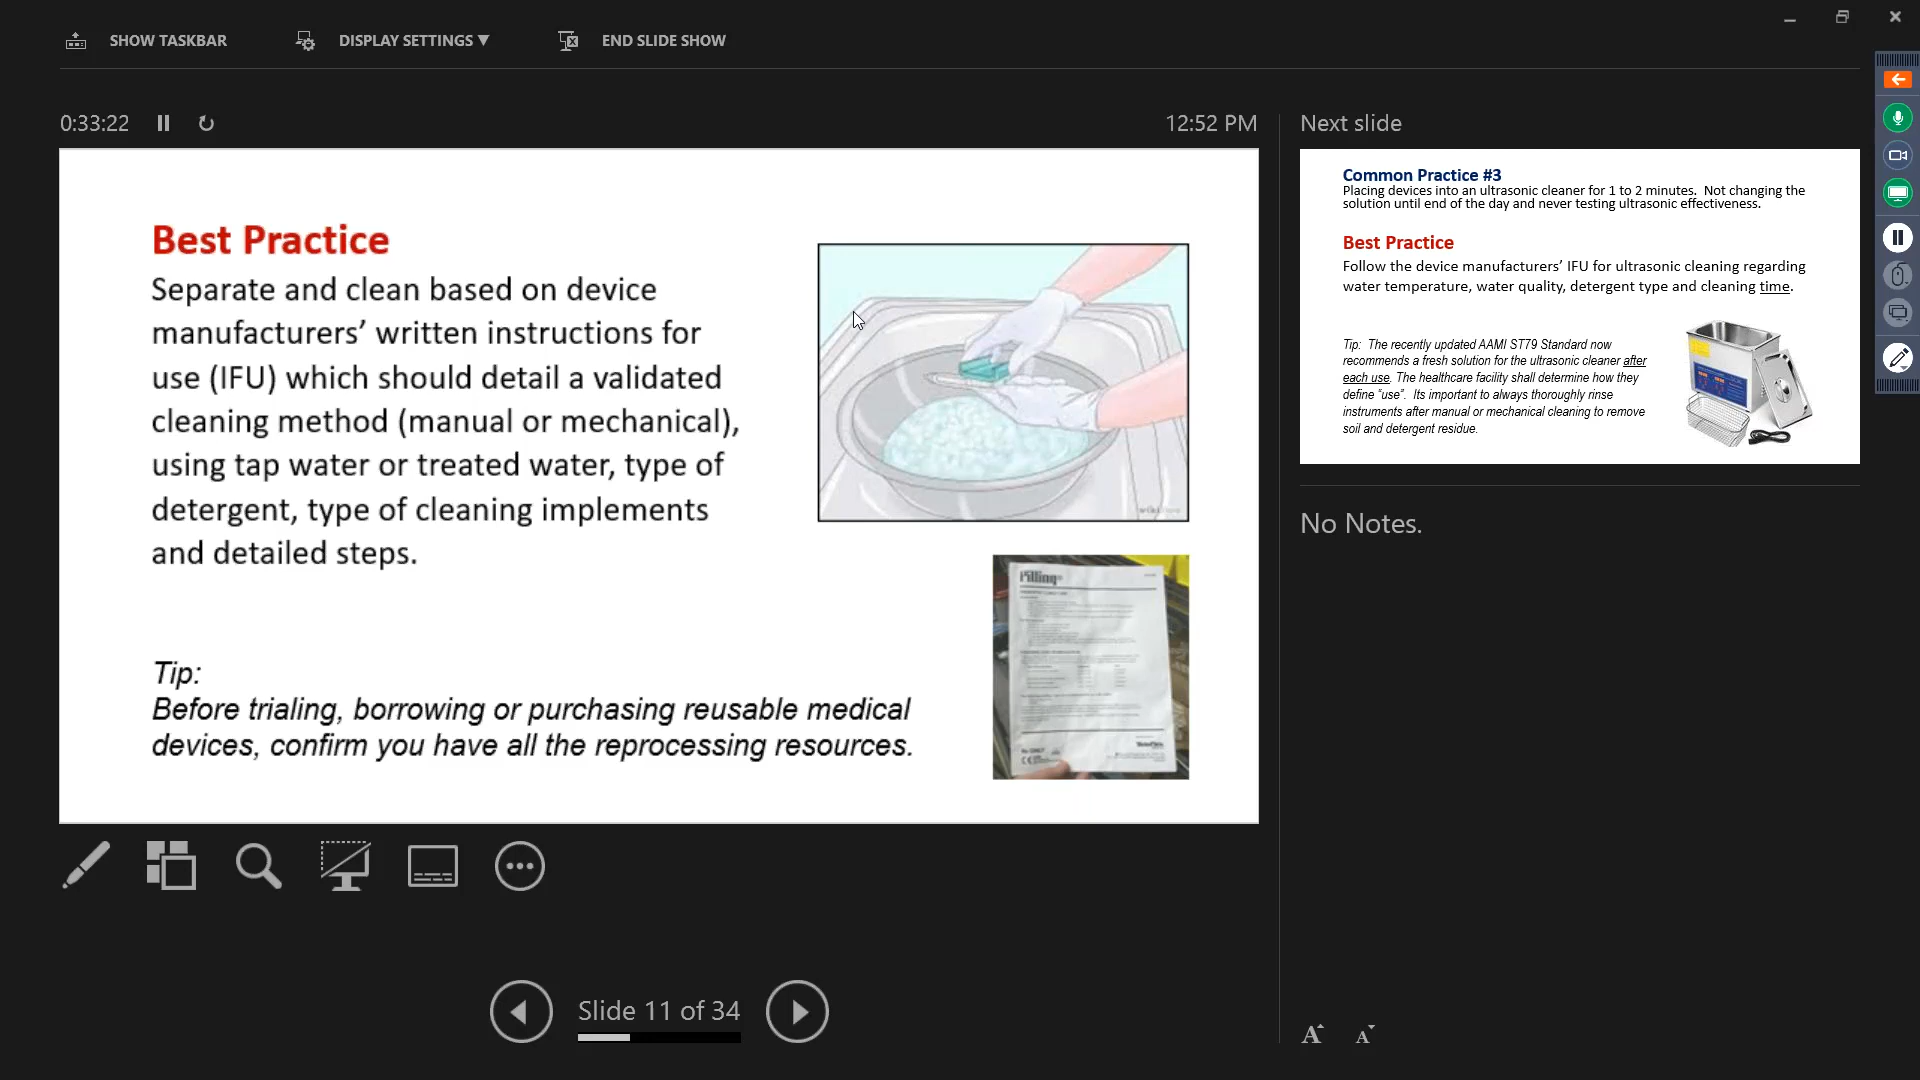 SHOW TASKBAR
DISPLAY SETTINGS ▼
END SLIDE SHOW
0:33:22
12:52 PM
Best Practice
Separate and clean based on device
manufacturers’ written instructions for
use (IFU) which should detail a validated
cleaning method (manual or mechanical),
using tap water or treated water, type of
detergent, type of cleaning implements
and detailed steps.
Tip:
Before trialing, borrowing or purchasing reusable medical
devices, confirm you have all the reprocessing resources.
Pilling
Slide 11 of 34
Next slide
Common Practice #3
Placing devices into an ultrasonic cleaner for 1 to 2 minutes. Not changing the
solution until end of the day and never testing ultrasonic effectiveness.
Best Practice
Follow the device manufacturers’ IFU for ultrasonic cleaning regarding
water temperature, water quality, detergent type and cleaning time.
Tip: The recently updated AAMI ST79 Standard now
recommends a fresh solution for the ultrasonic cleaner after
each use. The healthcare facility shall determine how they
define “use”. Its important to always thoroughly rinse
instruments after manual or mechanical cleaning to remove
soil and detergent residue.
No Notes.
A A